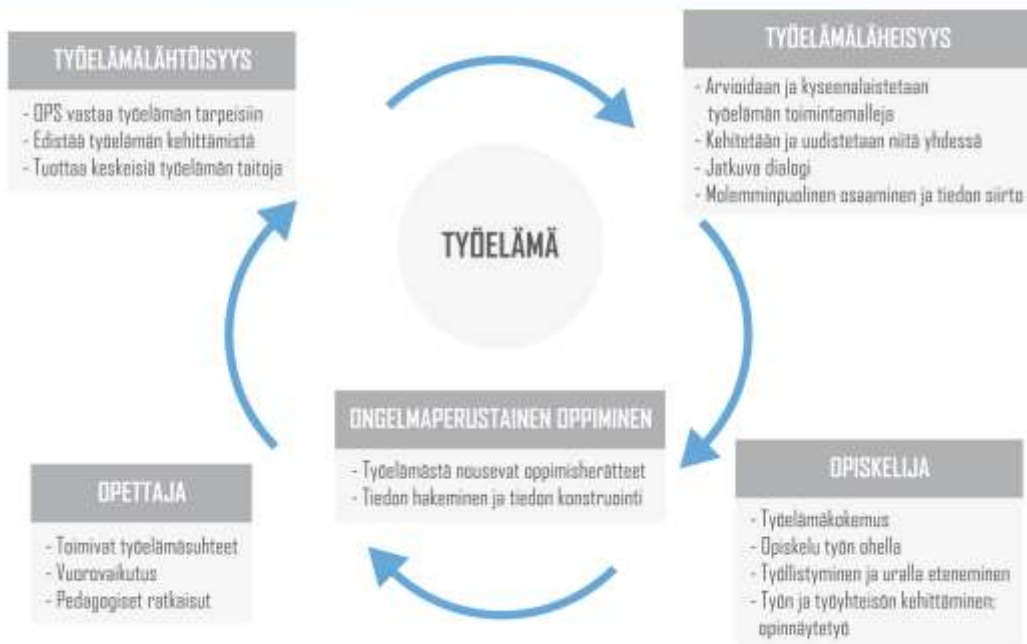 TYÖELÄMÄLÄHTÖISYYS
- OPS vastaa työelämän tarpeisiin
- Edistää työelämän kehittämistä
- Tuottaa keskeisiä työelämän taitoja
TYÖELÄMÄLÄHEISYYS
- Arvioidaan ja kyseenalaistetaan
työelämän toimintamalleja
- Kehitetään ja uudistetaan niitä yhdessä
- Jatkuva dialogi
- Molemminpuolinen osaaminen ja tiedon siirto
TYÖELÄMÄ
ONGELMAPERUSTAINEN OPPIMINEN
- Työelämästä nousevat oppimisherätteet
- Tiedon hakeminen ja tiedon konstruointi
OPETTAJA
- Toimivat työelämäsuhteet
- Vuorovaikutus
- Pedagogiset ratkaisut
OPISKELIJA
- Työelämäkokemus
- Opiskelu työn ohella
- Työllistyminen ja uralla eteneminen
- Työn ja työyhteisön kehittäminen:
opinnäytetyö